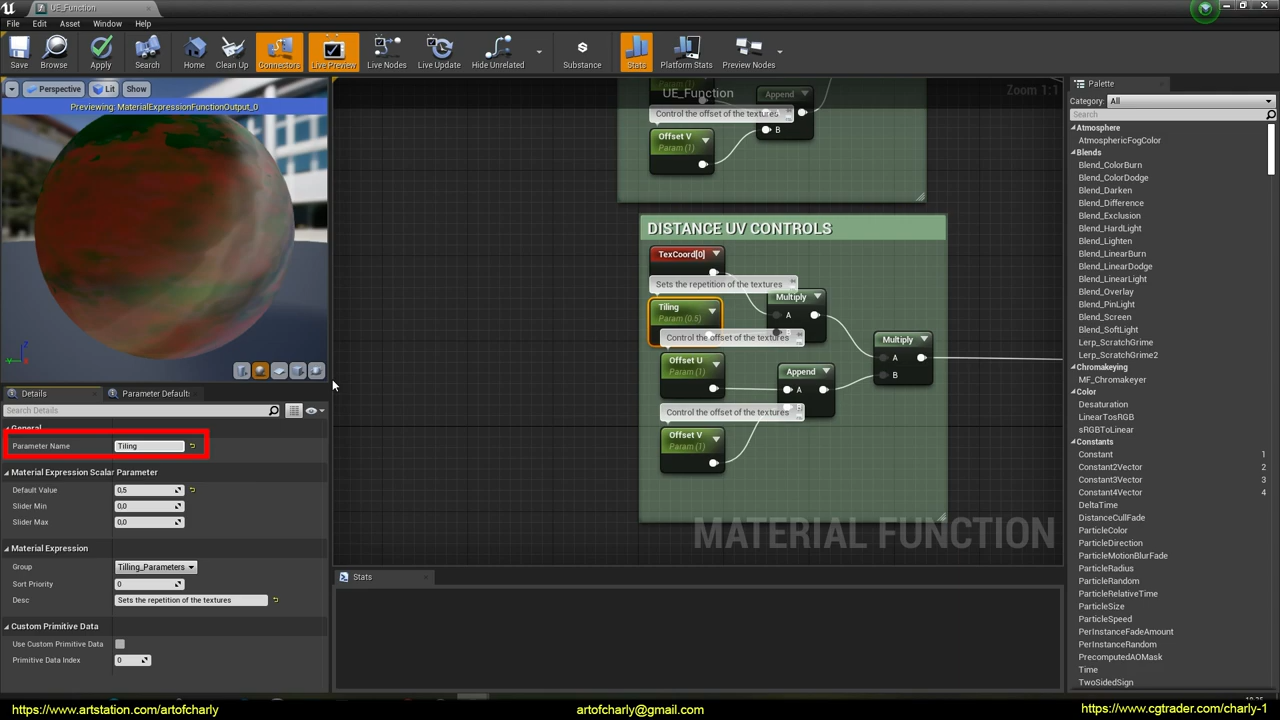 UE_Function
File Edit Asset Window Help
Save Browse Apply Search Home Clean Up Connectors Live Preview Live Nodes Live Update Hide Unrelated Substance Stats Platform Stats Preview Nodes
Perspective Lit Show
Previewing: MaterialExpressionFunctionOutput_0
Details Parameter Default
Search Details
General
Parameter Name Tiling
Material Expression Scalar Parameter
Default Value 0,5
Slider Min 0,0
Slider Max 0,0
Material Expression
Group Tilling_Parameters
Sort Priority 0
Desc Sets the repetition of the textures
Custom Primitive Data
Use Custom Primitive Data
Primitive Data Index 0
UE_Function
Zoom 1:1
Append
Control the offset of the textures
Offset V
Param (1)
B
DISTANCE UV CONTROLS
TexCoord[0]
Sets the repetition of the textures
Tiling
Param (0.5)
Multiply
A
Control the offset of the textures
Offset U
Param (1)
Append
A
Control the offset of the textures
Offset V
Param (1)
Multiply
A
B
MATERIAL FUNCTION
Stats
Palette
Category: All
Search
Atmosphere
AtmosphericFogColor
Blends
Blend_ColorBurn
Blend_ColorDodge
Blend_Darken
Blend_Difference
Blend_Exclusion
Blend_HardLight
Blend_Lighten
Blend_LinearBurn
Blend_LinearDodge
Blend_LinearLight
Blend_Overlay
Blend_PinLight
Blend_Screen
Blend_SoftLight
Lerp_ScratchGrime
Lerp_ScratchGrime2
Chromakeying
MF_Chromakeyer
Color
Desaturation
LinearTosRGB
sRGBToLinear
Constants
Constant 1
Constant2Vector 2
Constant3Vector 3
Constant4Vector 4
DeltaTime
DistanceCullFade
ParticleColor
ParticleDirection
ParticleMotionBlurFade
ParticleRadius
ParticleRandom
ParticleRelativeTime
ParticleSize
ParticleSpeed
PerInstanceFadeAmount
PerInstanceRandom
PrecomputedAOMask
Time
TwoSidedSign
https://www.artstation.com/artofcharly
artofcharly@gmail.com
https://www.cgtrader.com/charly-1